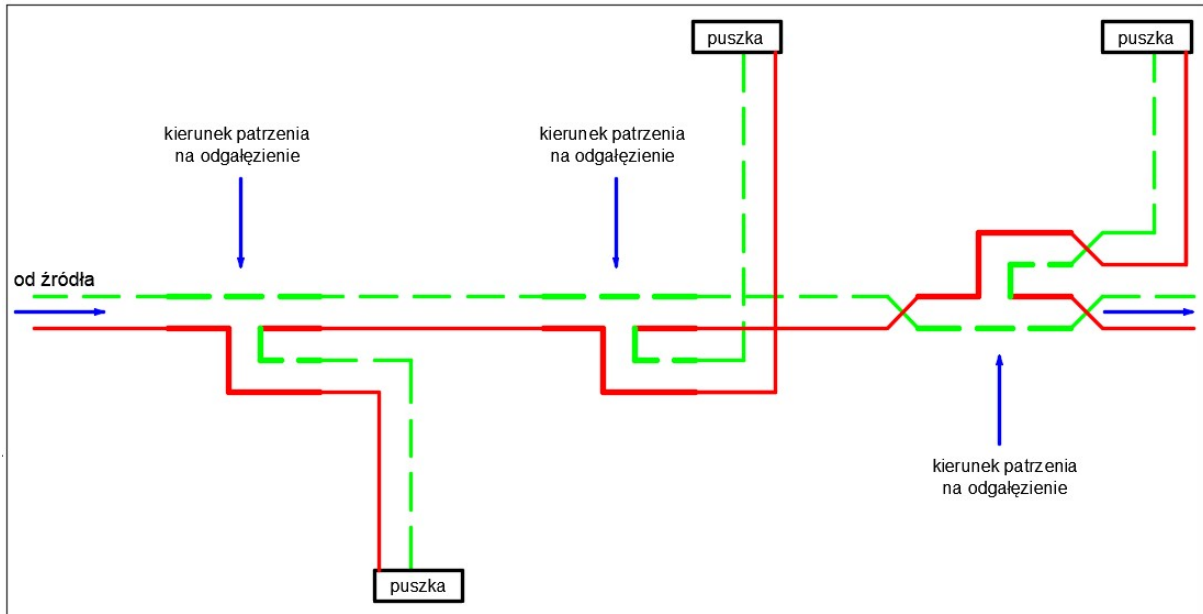 puszka
puszka
kierunek patrzenia
na odgałęzienie
kierunek patrzenia
na odgałęzienie
od źródła
kierunek patrzenia
na odgałęzienie
puszka